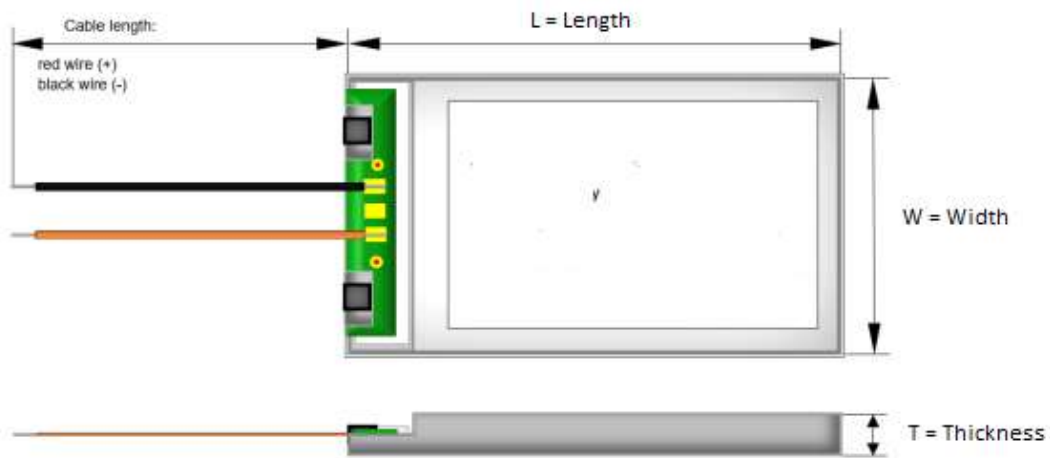 Cable length:
L = Length
red wire (+)
black wire (-)
y
W = Width
T = Thickness